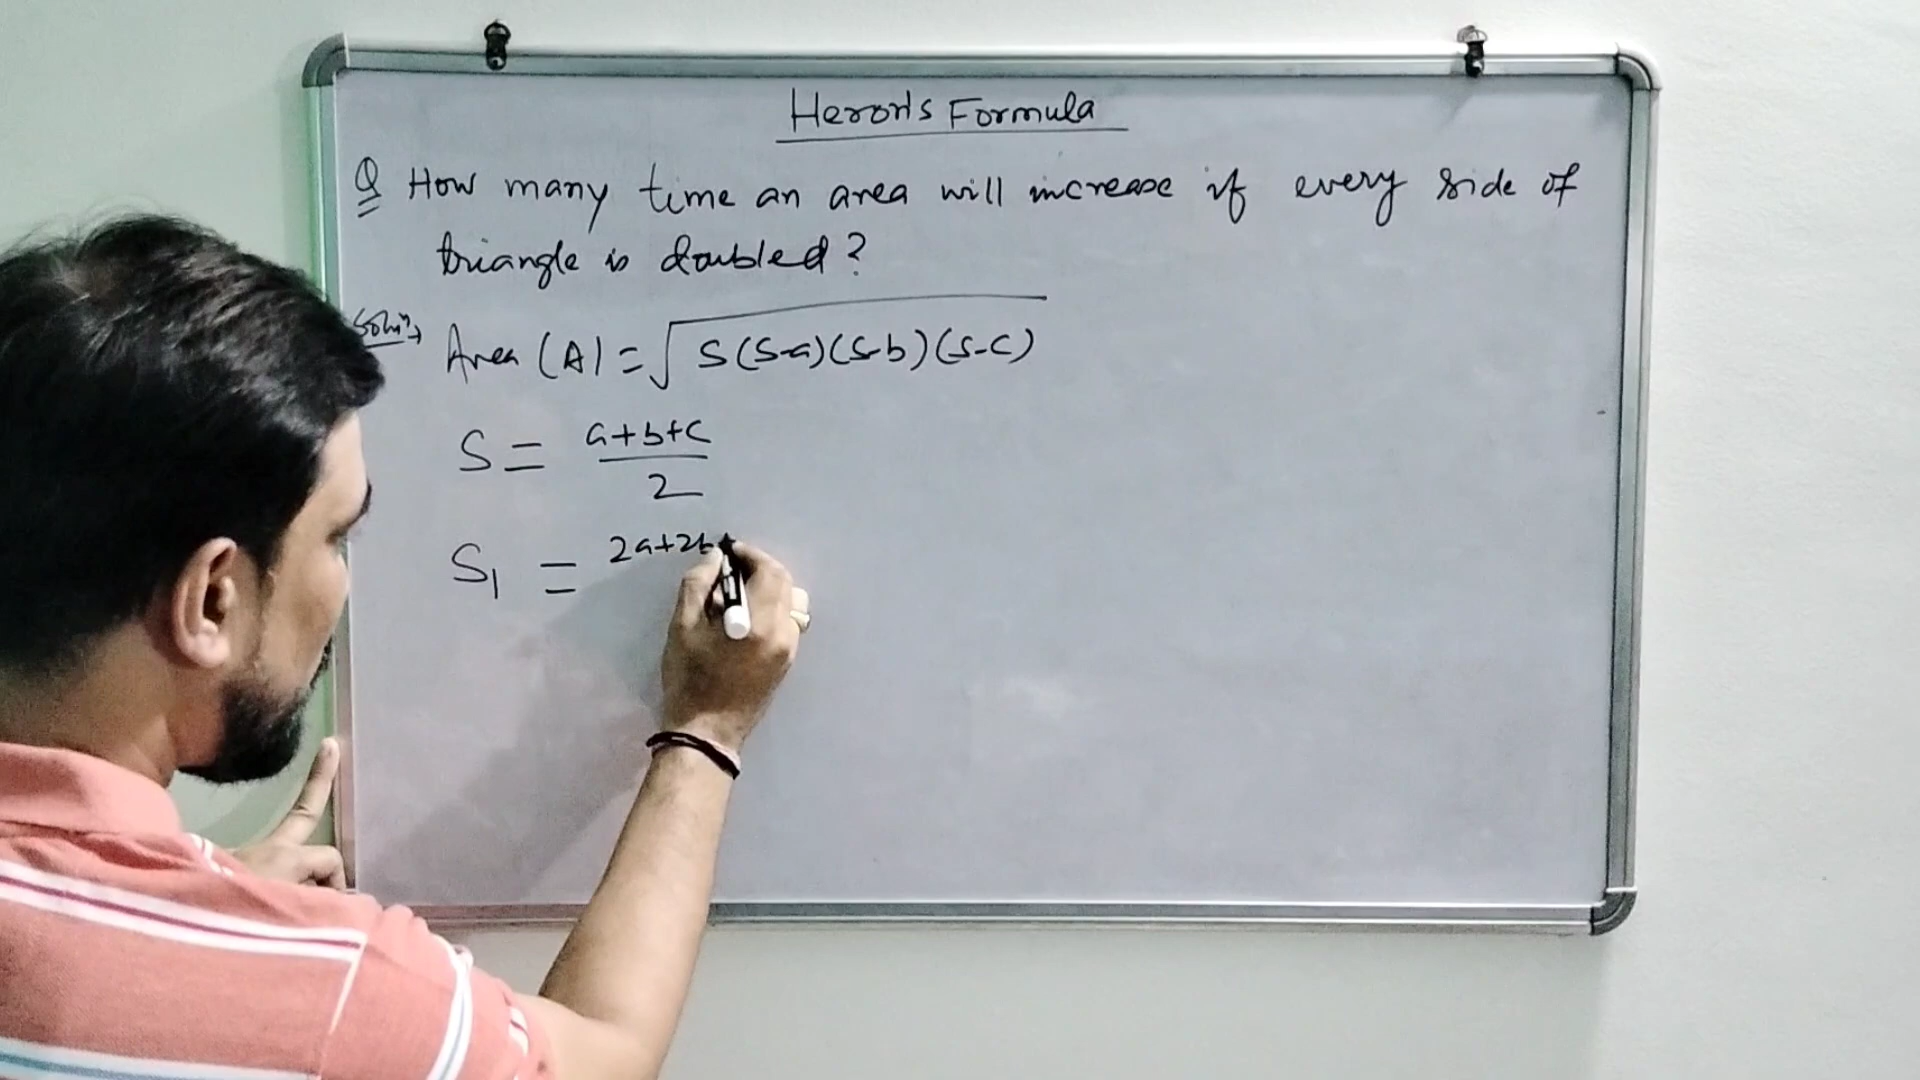 Heron's Formula
Q How many time an area will increase if every side of
triangle is doubled?
Soln→ Area (A) = √S(S-a)(S-b)(S-c)
S = a+b+c
2
S₁ = 2a+2b+